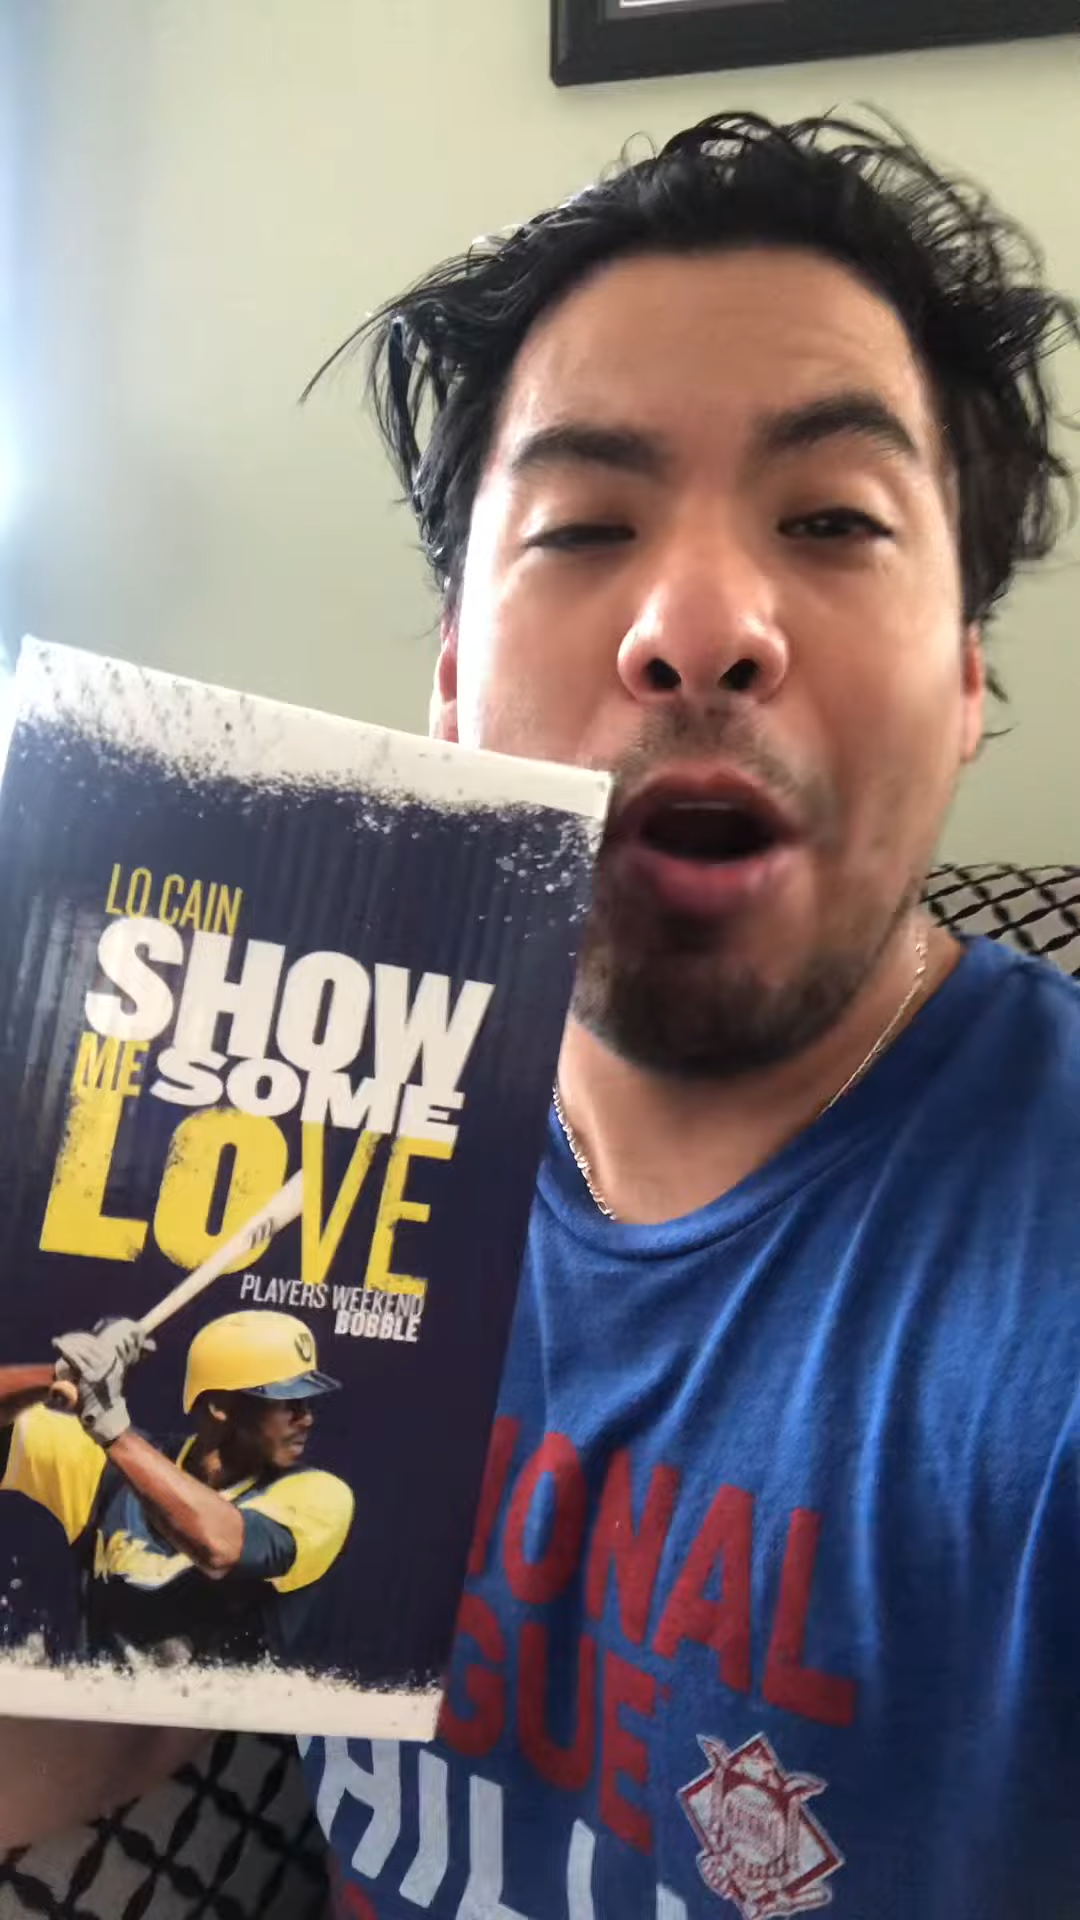 LO CAIN
SHOW
ME SOME
LOVE
PLAYERS WEEKEND
BOBBLE
IONAL
GUE